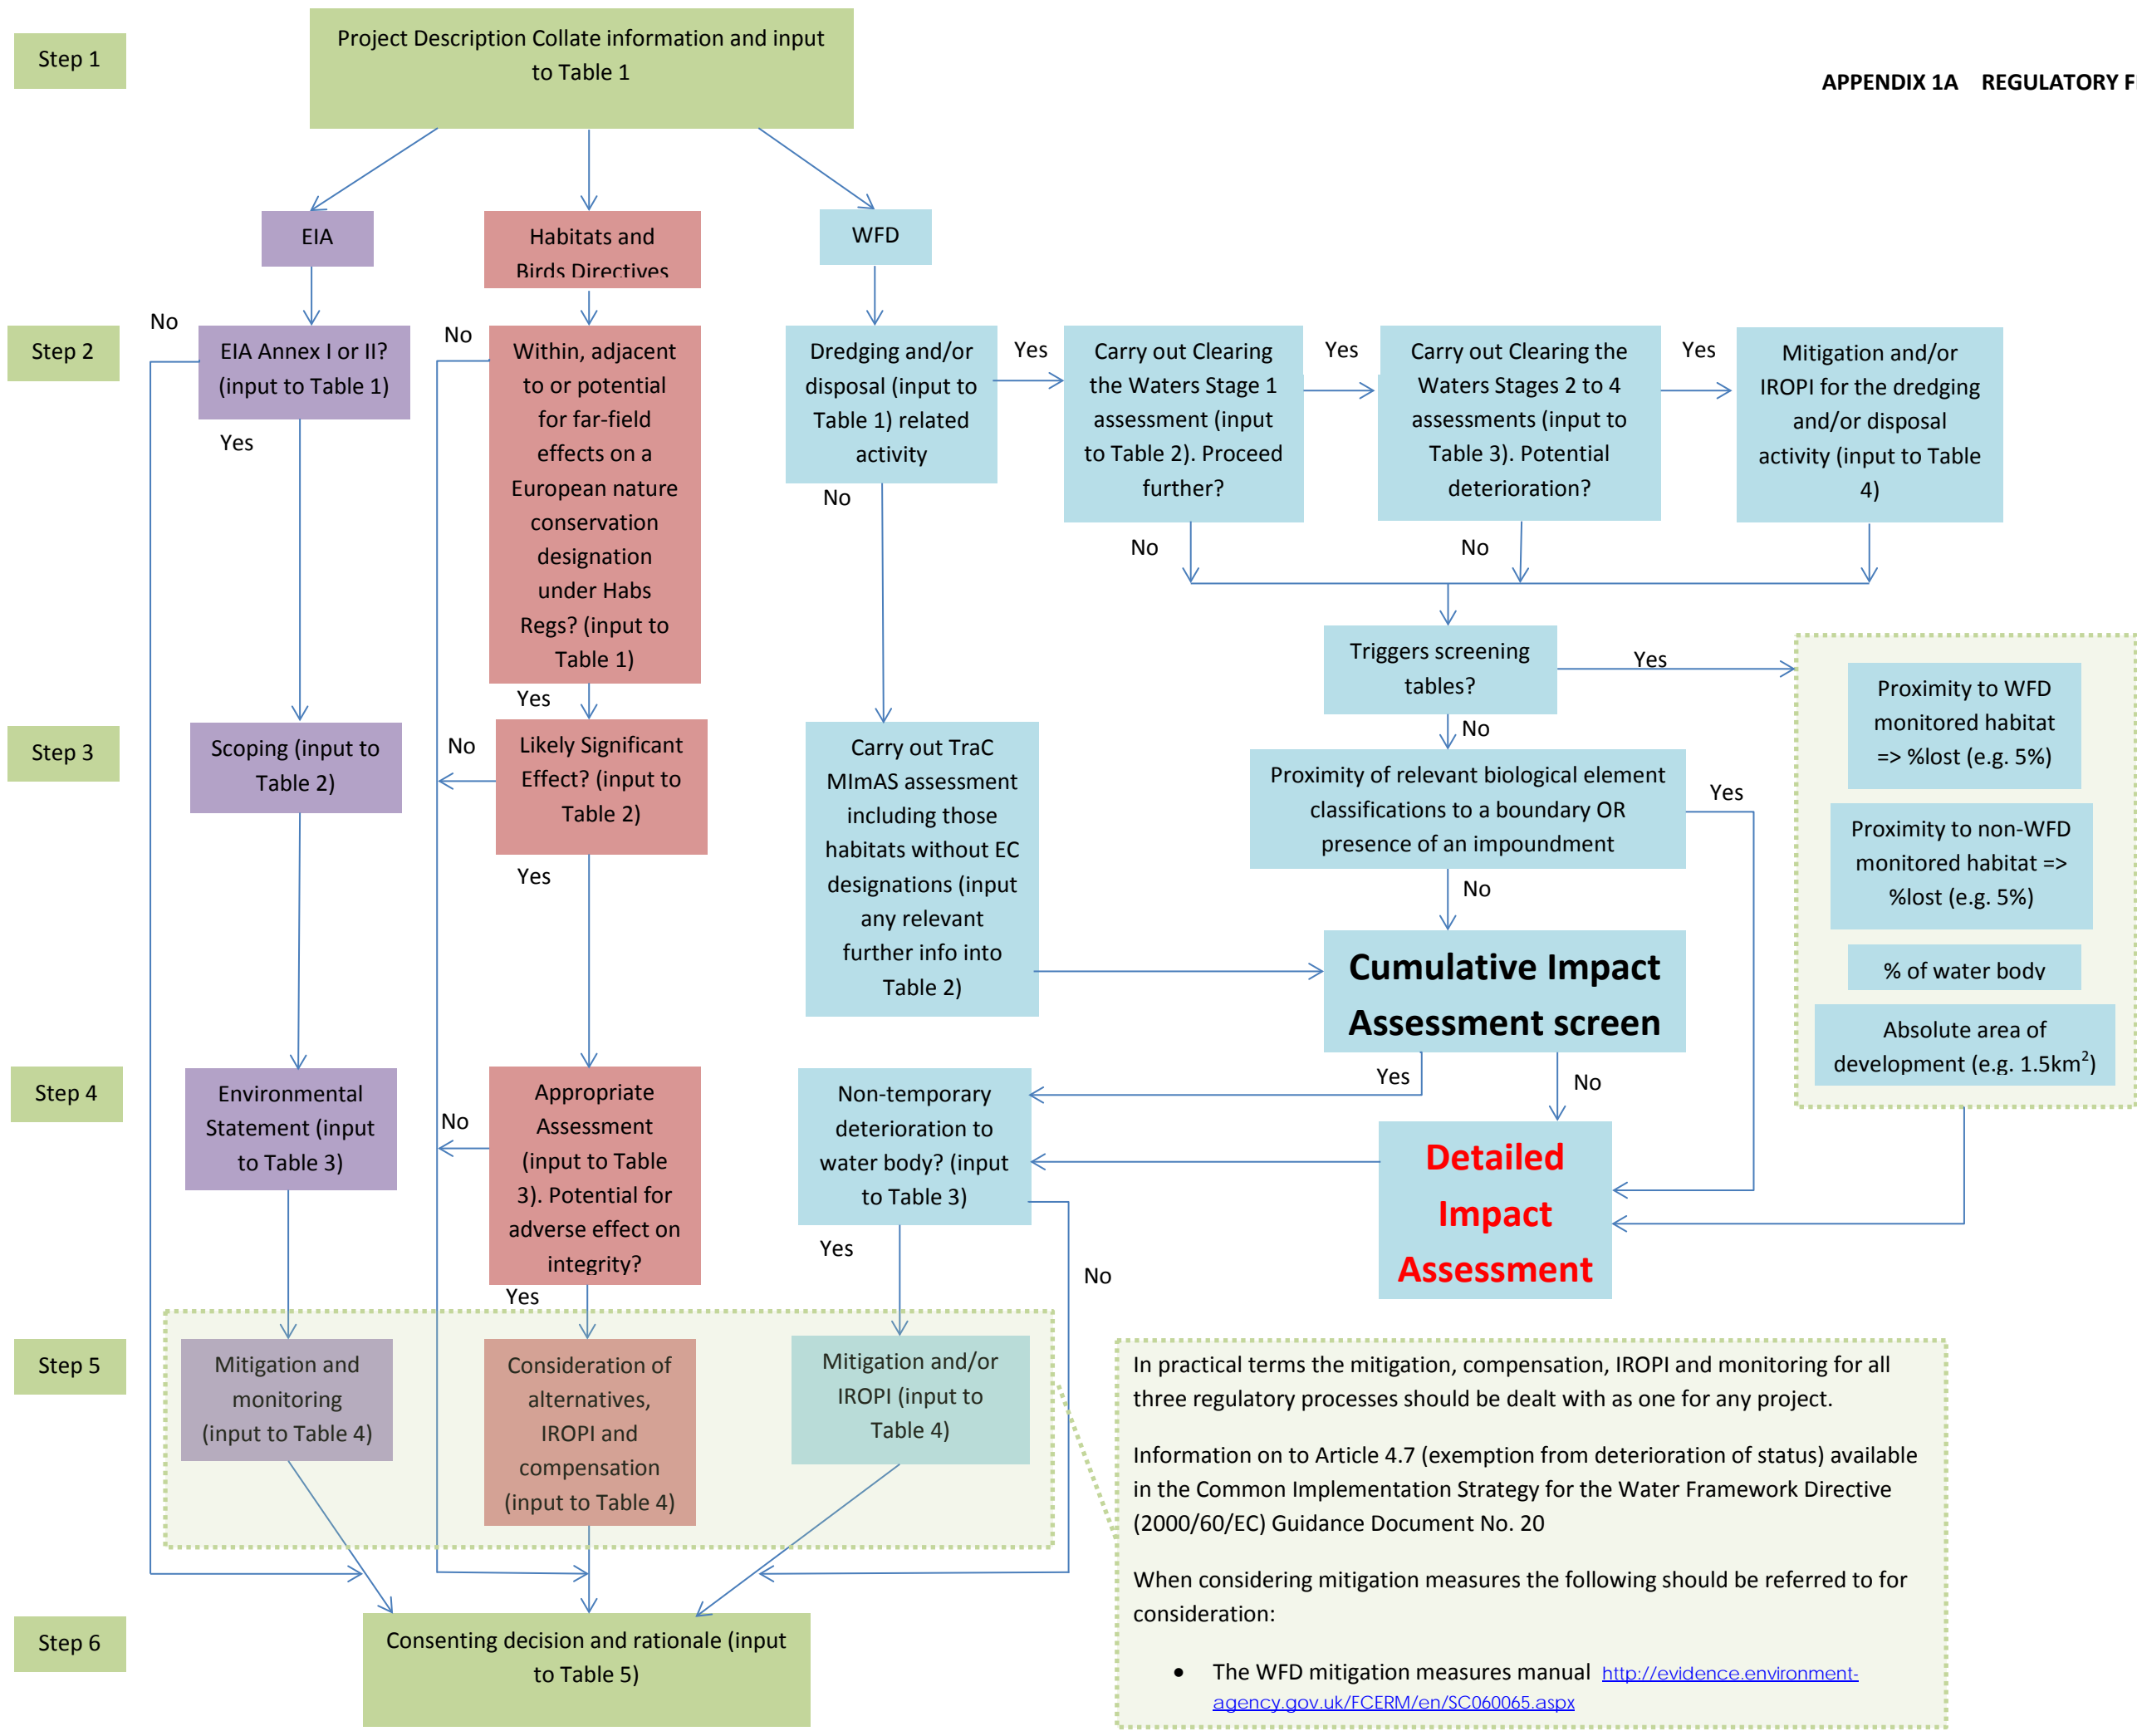 Step 1
Project Description Collate information and input
to Table 1
APPENDIX 1A REGULATORY
EIA
Habitats and
Birds Directives
WFD
Step 2
No
EIA Annex I or II?
(input to Table 1)
Yes
No
Within, adjacent
to or potential
for far-field
effects on a
European nature
conservation
designation
under Habs
Regs? (input to
Table 1)
Yes
Dredging and/or
disposal (input to
Table 1) related
activity
No
Yes
Carry out Clearing
the Waters Stage 1
assessment (input
to Table 2). Proceed
further?
No
Yes
Carry out Clearing the
Waters Stages 2 to 4
assessments (input to
Table 3). Potential
deterioration?
No
Yes
Mitigation and/or
IROPI for the dredging
and/or disposal
activity (input to Table
4)
Triggers screening
tables?
Yes
No
Proximity to WFD
monitored habitat
=> %lost (e.g. 5%)
Proximity to non-WFD
monitored habitat =>
%lost (e.g. 5%)
% of water body
Absolute area of
development (e.g. 1.5km²)
Step 3
Scoping (input to
Table 2)
No
Likely Significant
Effect? (input to
Table 2)
Yes
Carry out TraC
MImAS assessment
including those
habitats without EC
designations (input
any relevant
further info into
Table 2)
Proximity of relevant biological element
classifications to a boundary OR
presence of an impoundment
Yes
No
Cumulative Impact
Assessment screen
Yes
No
Step 4
Environmental
Statement (input
to Table 3)
No
Appropriate
Assessment
(input to Table
3). Potential for
adverse effect on
integrity?
Yes
Non-temporary
deterioration to
water body? (input
to Table 3)
Yes
No
Detailed
Impact
Assessment
Step 5
Mitigation and
monitoring
(input to Table 4)
Consideration of
alternatives,
IROPI and
compensation
(input to Table 4)
Mitigation and/or
IROPI (input to
Table 4)
In practical terms the mitigation, compensation, IROPI and monitoring for all
three regulatory processes should be dealt with as one for any project.
Information on to Article 4.7 (exemption from deterioration of status) available
in the Common Implementation Strategy for the Water Framework Directive
(2000/60/EC) Guidance Document No. 20
When considering mitigation measures the following should be referred to for
consideration:
• The WFD mitigation measures manual http://evidence.environment-
agency.gov.uk/FCERM/en/SC060065.aspx
Step 6
Consenting decision and rationale (input
to Table 5)